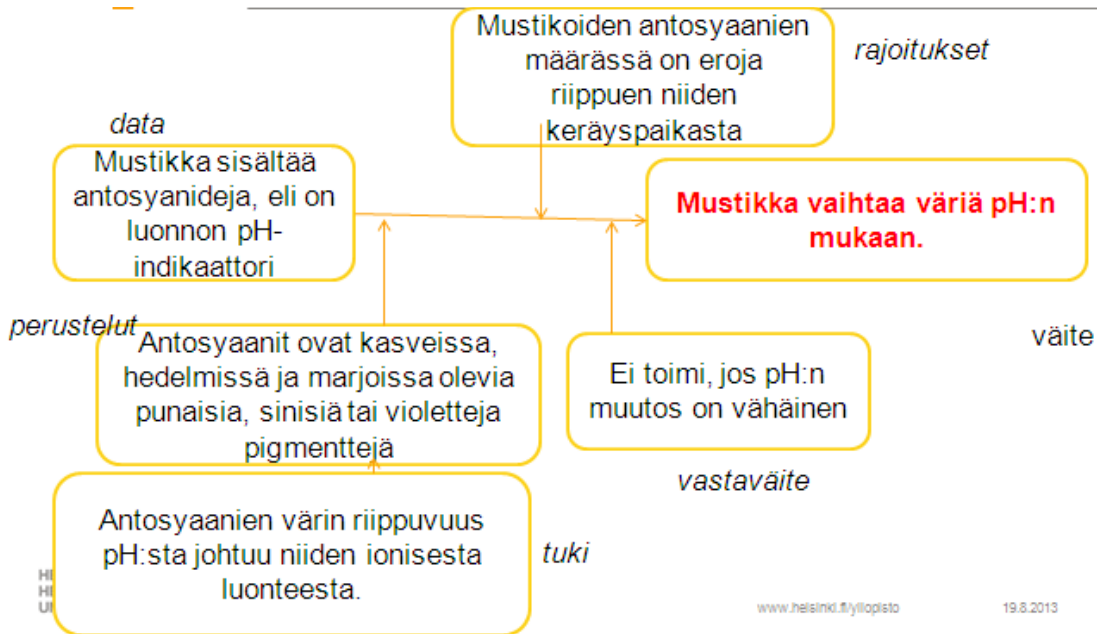 Mustikoiden antosyaanien
määrässä on eroja
riippuen niiden
keräyspaikasta
rajoitukset
data
Mustikka sisältää
antosyanideja, eli on
luonnon pH-
indikaattori
Mustikka vaihtaa väriä pH:n
mukaan.
perustelut
väite
Antosyaanit ovat kasveissa,
hedelmissä ja marjoissa olevia
punaisia, sinisiä tai violetteja
pigmenttejä
Ei toimi, jos pH:n
muutos on vähäinen
vastaväite
Antosyaanien värin riippuvuus
pH:sta johtuu niiden ionisesta
luonteesta.
tuki
www.helsinki.fi/yliopisto
19.8.2013